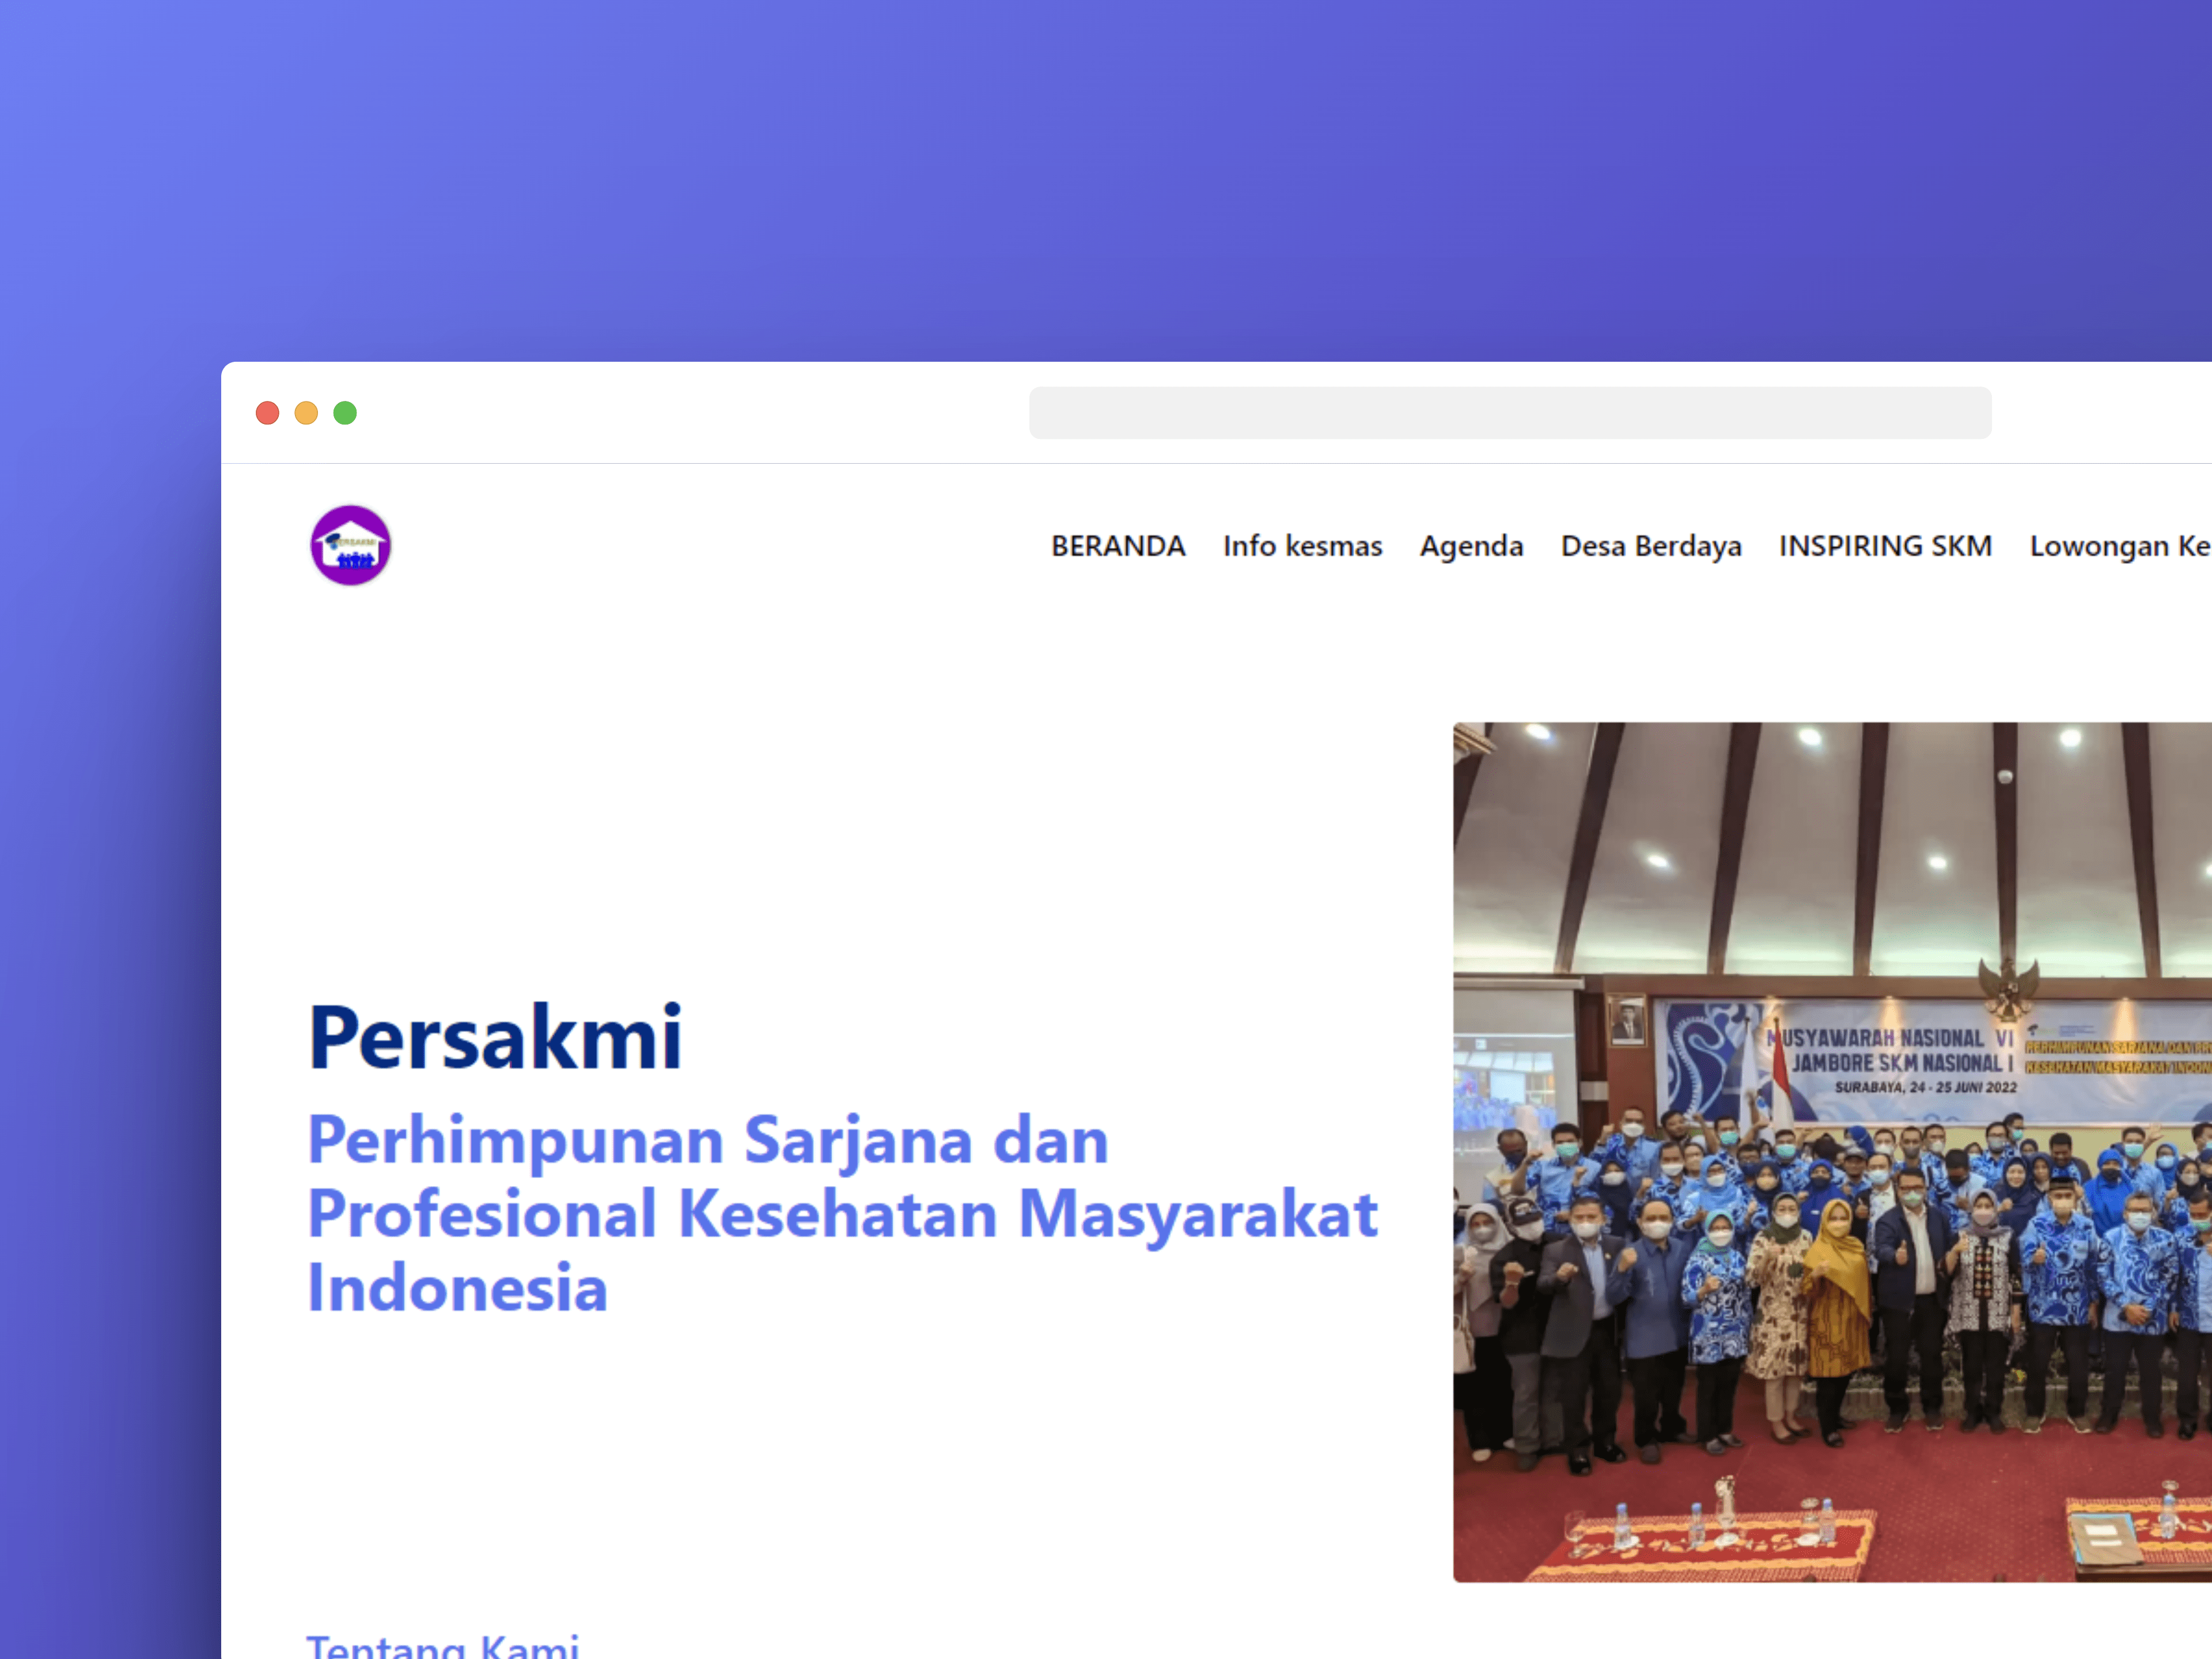 PERSAKMI
BERANDA Info kesmas Agenda Desa Berdaya INSPIRING SKM Lowongan Ke
Persakmi
Perhimpunan Sarjana dan
Profesional Kesehatan Masyarakat
Indonesia
MUSYAWARAH NASIONAL VI
JAMBORE SKM NASIONAL I
SURABAYA, 24 - 25 JUNI 2022
PERHIMPUNAN SARJANA DAN
KESEHATAN MASYARAKAT INDON
Tentang Kami